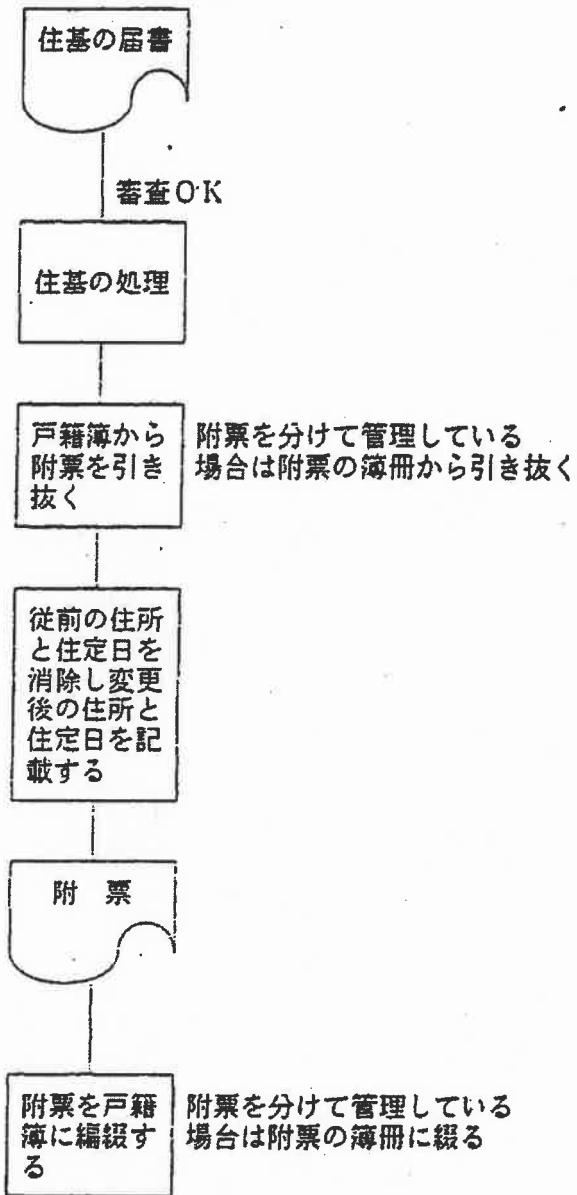 住基の届書
審査OK
住基の処理
戸籍簿から
附票を引き
抜く
附票を分けて管理している
場合は附票の簿冊から引き抜く
従前の住所
と住定日を
消除し変更
後の住所と
住定日を記
載する
附 票
附票を戸籍
簿に編綴す
る
附票を分けて管理している
場合は附票の簿冊に綴る